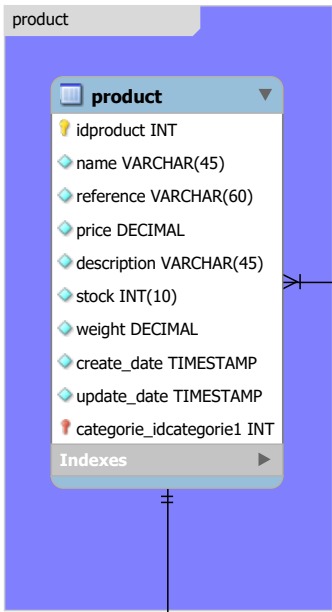 product
product
idproduct INT
name VARCHAR(45)
reference VARCHAR(60)
price DECIMAL
description VARCHAR(45)
stock INT(10)
weight DECIMAL
create_date TIMESTAMP
update_date TIMESTAMP
categorie_idcategorie1 INT
Indexes